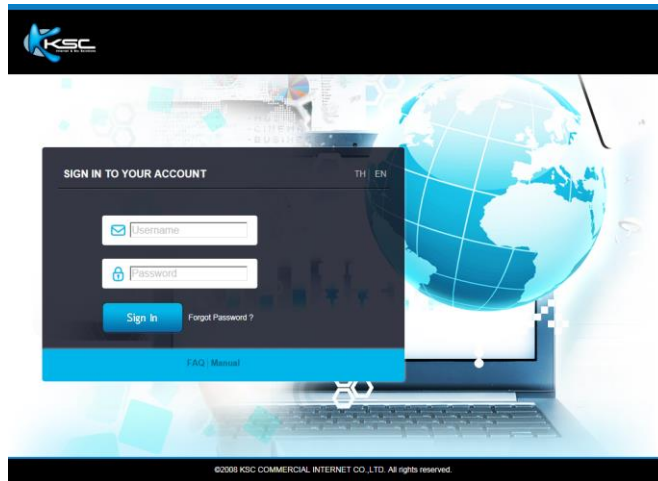 KSC
SIGN IN TO YOUR ACCOUNT
TH | EN
Username
Password
Sign In
Forgot Password ?
FAQ | Manual
©2008 KSC COMMERCIAL INTERNET CO.,LTD. All rights reserved.